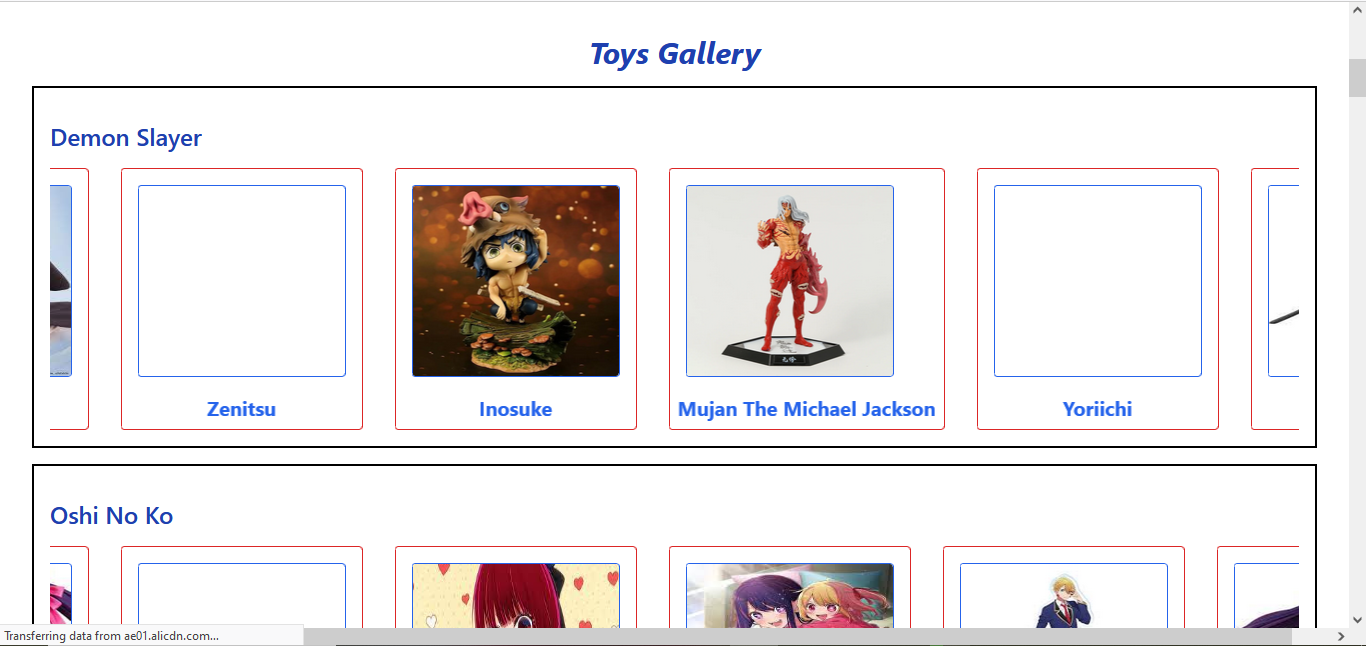 Toys Gallery
Demon Slayer
Zenitsu
Inosuke
Mujan The Michael Jackson
Yoriichi
Oshi No Ko
Transferring data from ae01.alicdn.com...